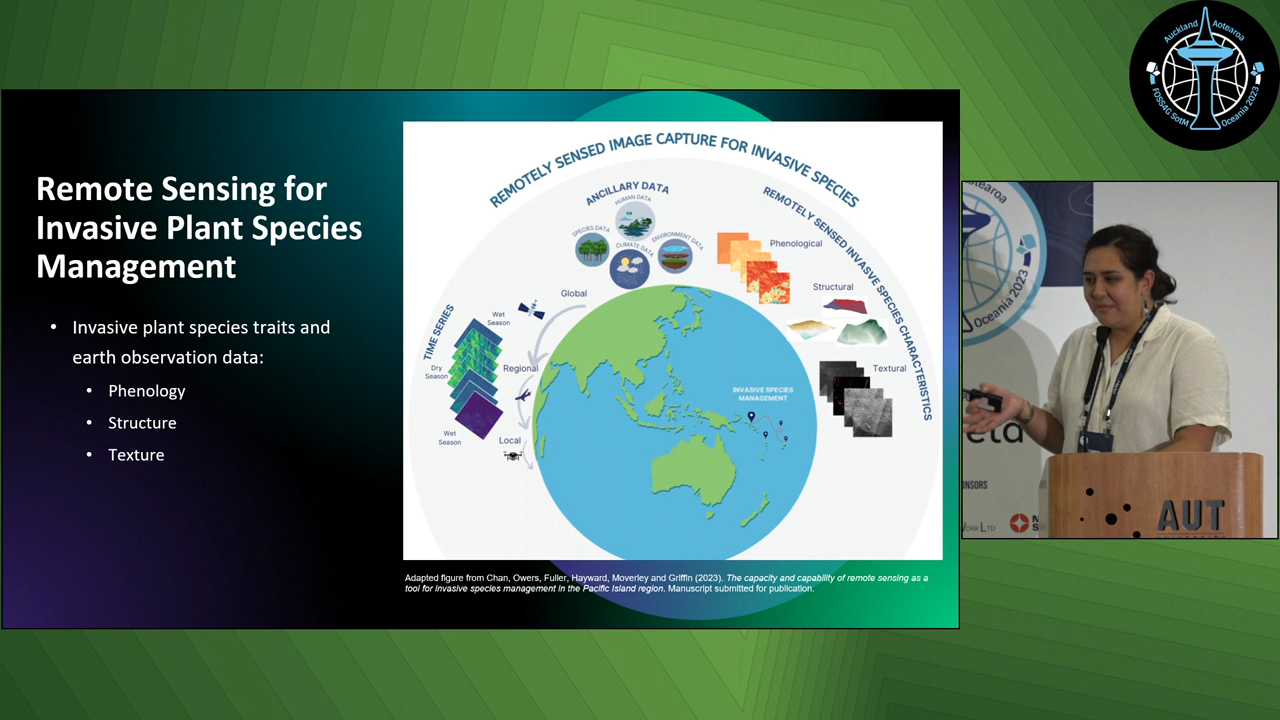 Auckland Aotearoa
FOSS4G SotM Oceania 2023
Remote Sensing for
Invasive Plant Species
Management
• Invasive plant species traits and
earth observation data:
• Phenology
• Structure
• Texture
REMOTELY SENSED IMAGE CAPTURE FOR INVASIVE SPECIES
ANCILLARY DATA
HUMAN DATA
SPECIES DATA
CLIMATE DATA
ENVIRONMENT DATA
REMOTELY SENSED INVASIVE SPECIES CHARACTERISTICS
Phenological
Structural
Textural
TIME SERIES
Wet
Season
Dry
Season
Wet
Season
Global
Regional
Local
INVASIVE SPECIES
MANAGEMENT
Adapted figure from Chan, Owers, Fuller, Hayward, Moverley and Griffin (2023). The capacity and capability of remote sensing as a
tool for invasive species management in the Pacific Island region. Manuscript submitted for publication.
Aotearoa
Oceania 2023
AUT